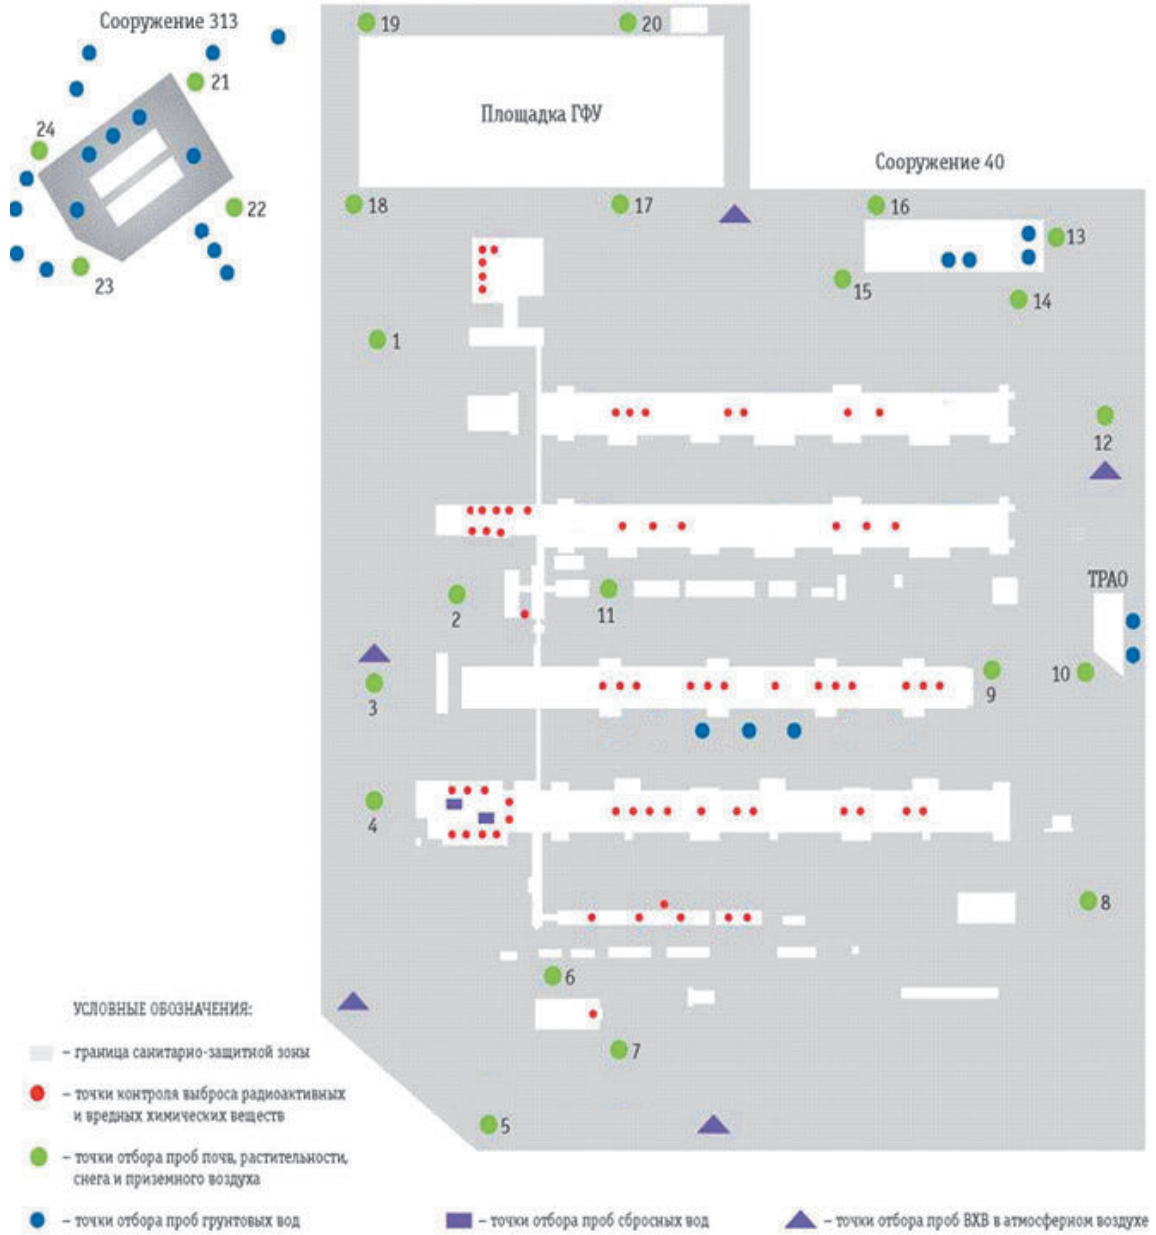 Сооружение 313
19
20
21
Площадка ГФУ
24
Сооружение 40
22
18
17
16
13
23
15
14
1
12
ТРАО
2
11
10
3
9
4
8
6
УСЛОВНЫЕ ОБОЗНАЧЕНИЯ:
– граница санитарно-защитной зоны
7
– точки контроля выброса радиоактивных
и вредных химических веществ
5
– точки отбора проб почв, растительности,
снега и приземного воздуха
– точки отбора проб грунтовых вод
– точки отбора проб сбросных вод
– точки отбора проб ВХВ в атмосферном воздухе